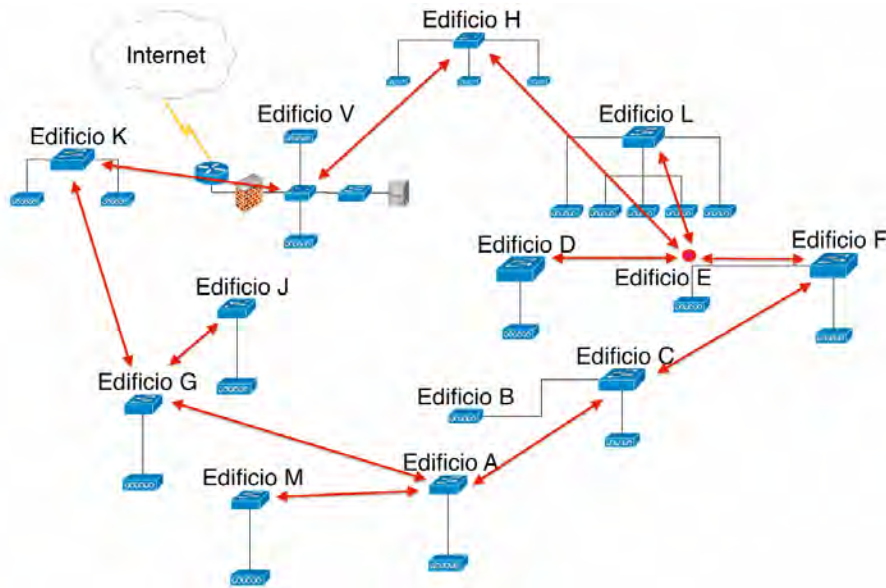 Edificio H
Internet
Edificio V
Edificio L
Edificio K
Edificio D
Edificio F
Edificio E
Edificio J
Edificio C
Edificio G
Edificio B
Edificio A
Edificio M